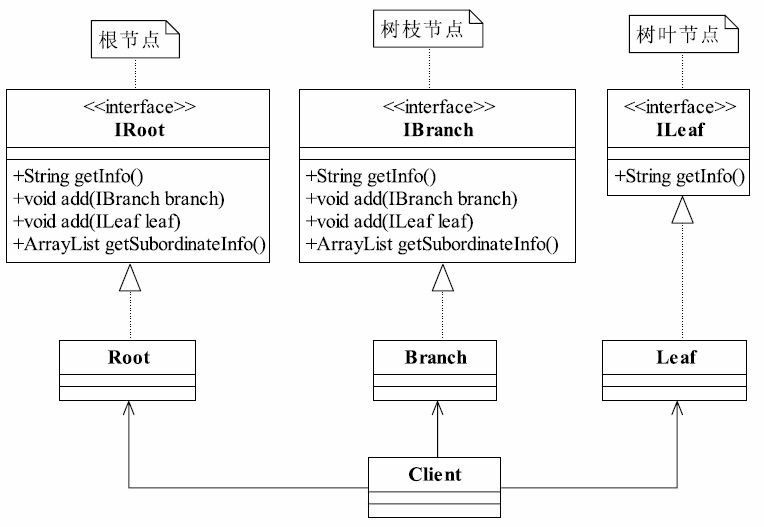 根节点
树枝节点
树叶节点
<<interface>>
IRoot
+String getInfo()
+void add(IBranch branch)
+void add(ILeaf leaf)
+ArrayList getSubordinateInfo()
<<interface>>
IBranch
+String getInfo()
+void add(IBranch branch)
+void add(ILeaf leaf)
+ArrayList getSubordinateInfo()
<<interface>>
ILeaf
+String getInfo()
Root
Branch
Leaf
Client